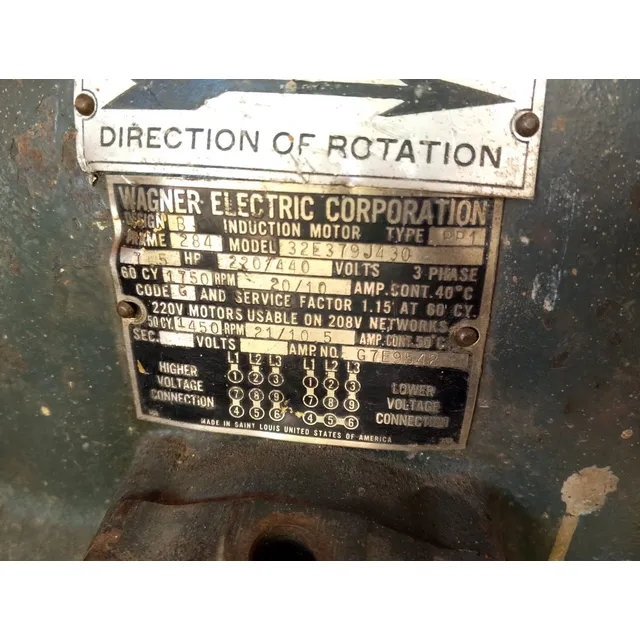 DIRECTION OF ROTATION
WAGNER ELECTRIC CORPORATION
DESIGN B INDUCTION MOTOR TYPE
FRAME 284 MODEL 32E379J430
7.5 HP 220/440 VOLTS 3 PHASE
60 CY 1750 RPM 20/10 AMP. CONT. 40°C
CODE G AND SERVICE FACTOR 1.15 AT 60 CY.
220V MOTORS USABLE ON 208V NETWORKS
50 CY. 1450 RPM 21/10.5 AMP. CONT. 50°C
SEC. VOLTS AMP. NO.
L1 L2 L3 L1 L2 L3
HIGHER VOLTAGE CONNECTION
1 2 3
7 8 9
4 5 6
1 2 3
7 8 9
4 5 6
LOWER VOLTAGE CONNECTION
MADE IN SAINT LOUIS UNITED STATES OF AMERICA